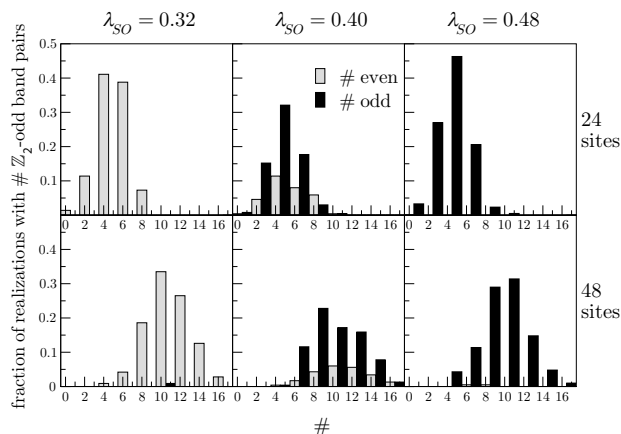 λSO = 0.32 λSO = 0.40 λSO = 0.48
fraction of realizations with # ℤ2-odd band pairs
0.5
0.4
0.3
0.2
0.1
# even
# odd
24
sites
0 2 4 6 8 10 12 14 16 0 2 4 6 8 10 12 14 16 0 2 4 6 8 10 12 14 16
0.4
0.3
0.2
0.1
0
48
sites
0 2 4 6 8 10 12 14 16 0 2 4 6 8 10 12 14 16 0 2 4 6 8 10 12 14 16
#